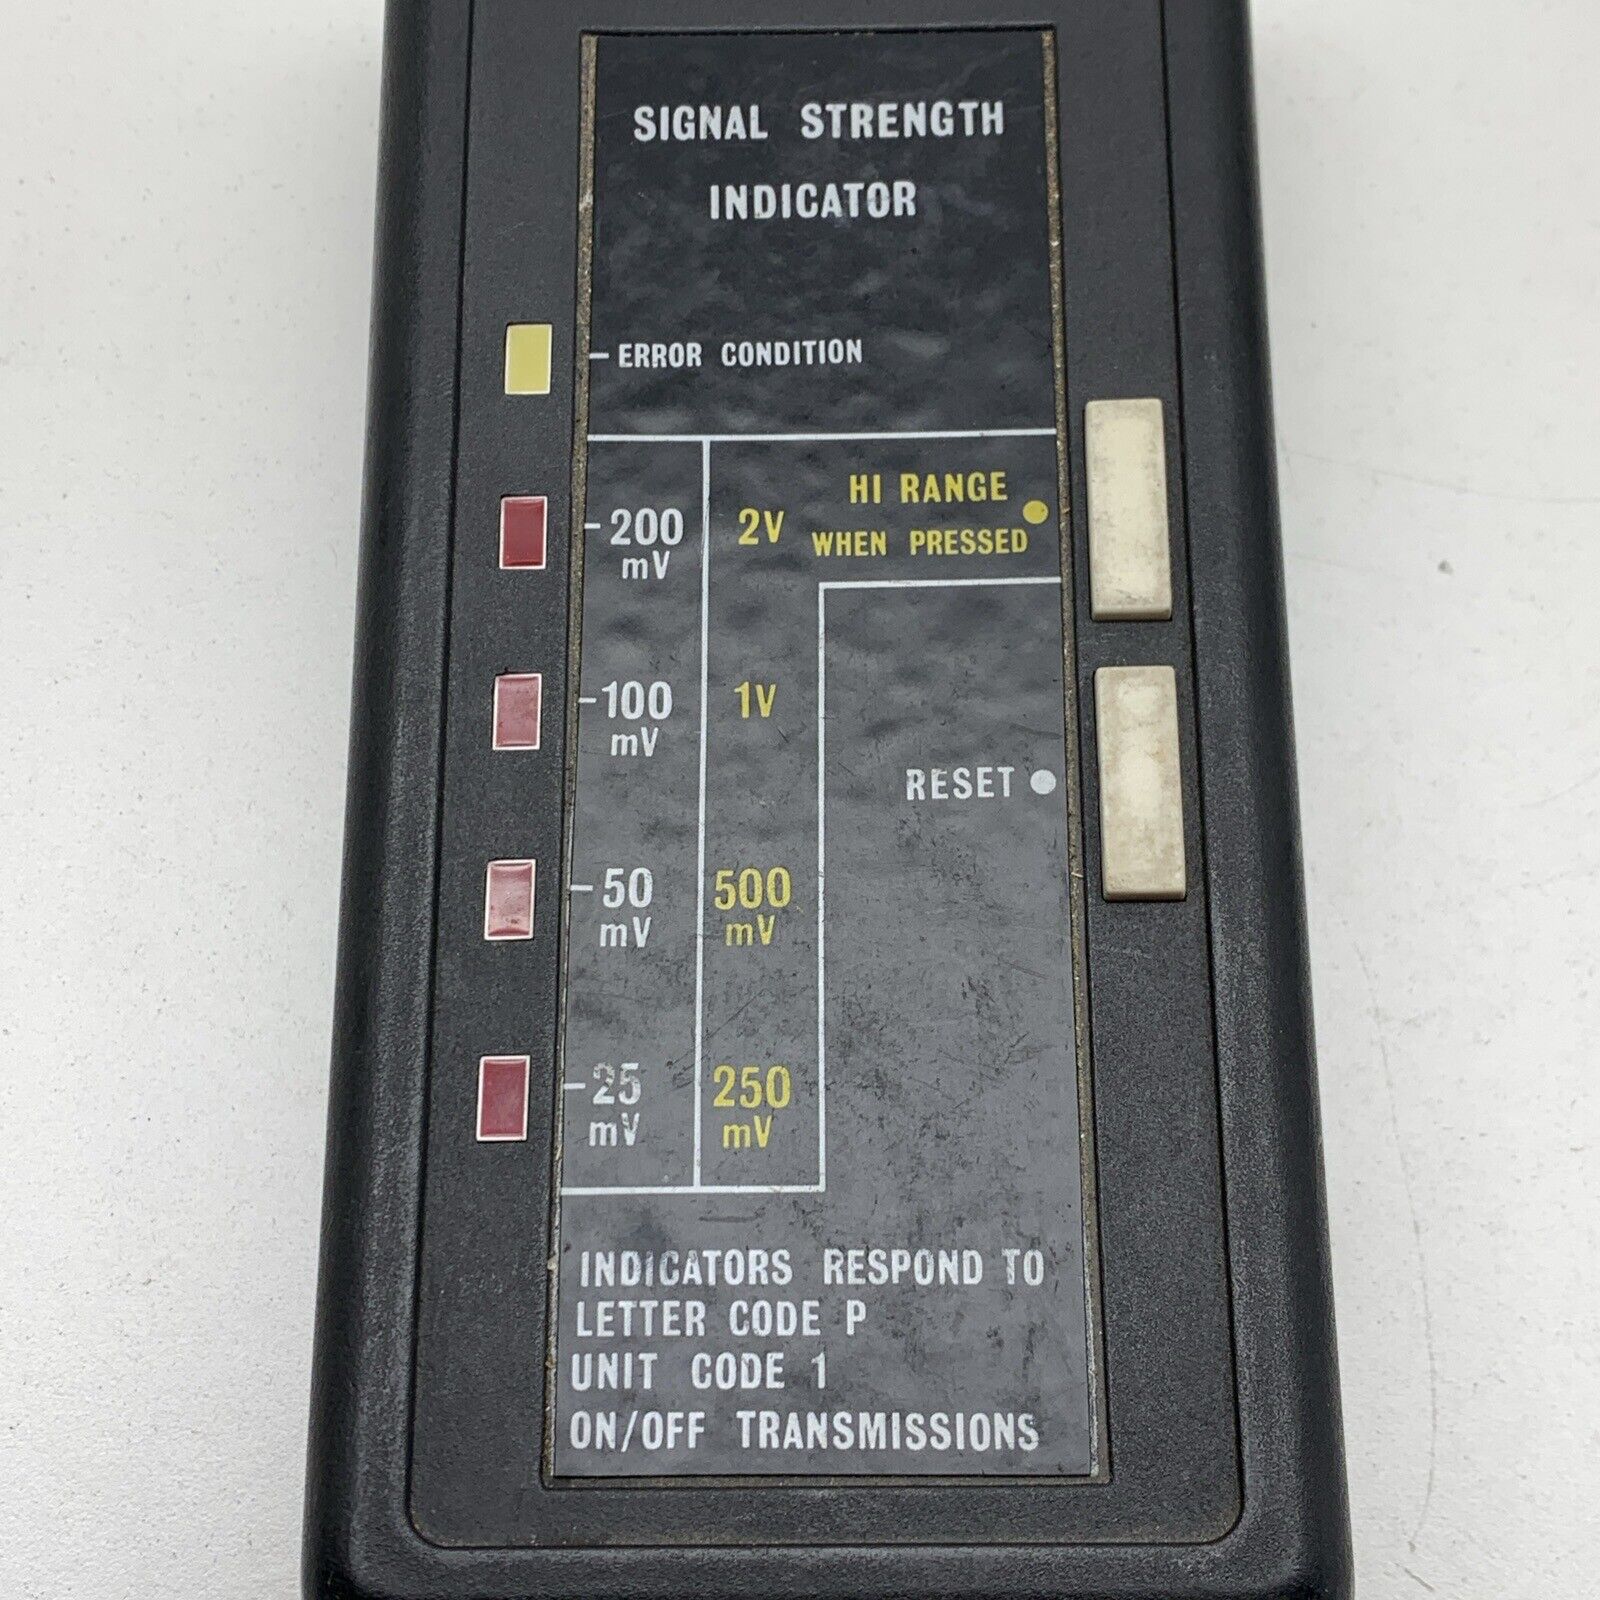 SIGNAL STRENGTH
INDICATOR
ERROR CONDITION
HI RANGE
200 2V WHEN PRESSED
mV
100 1V
mV
RESET
50 500
mV mV
25 250
mV mV
INDICATORS RESPOND TO
LETTER CODE P
UNIT CODE 1
ON/OFF TRANSMISSIONS